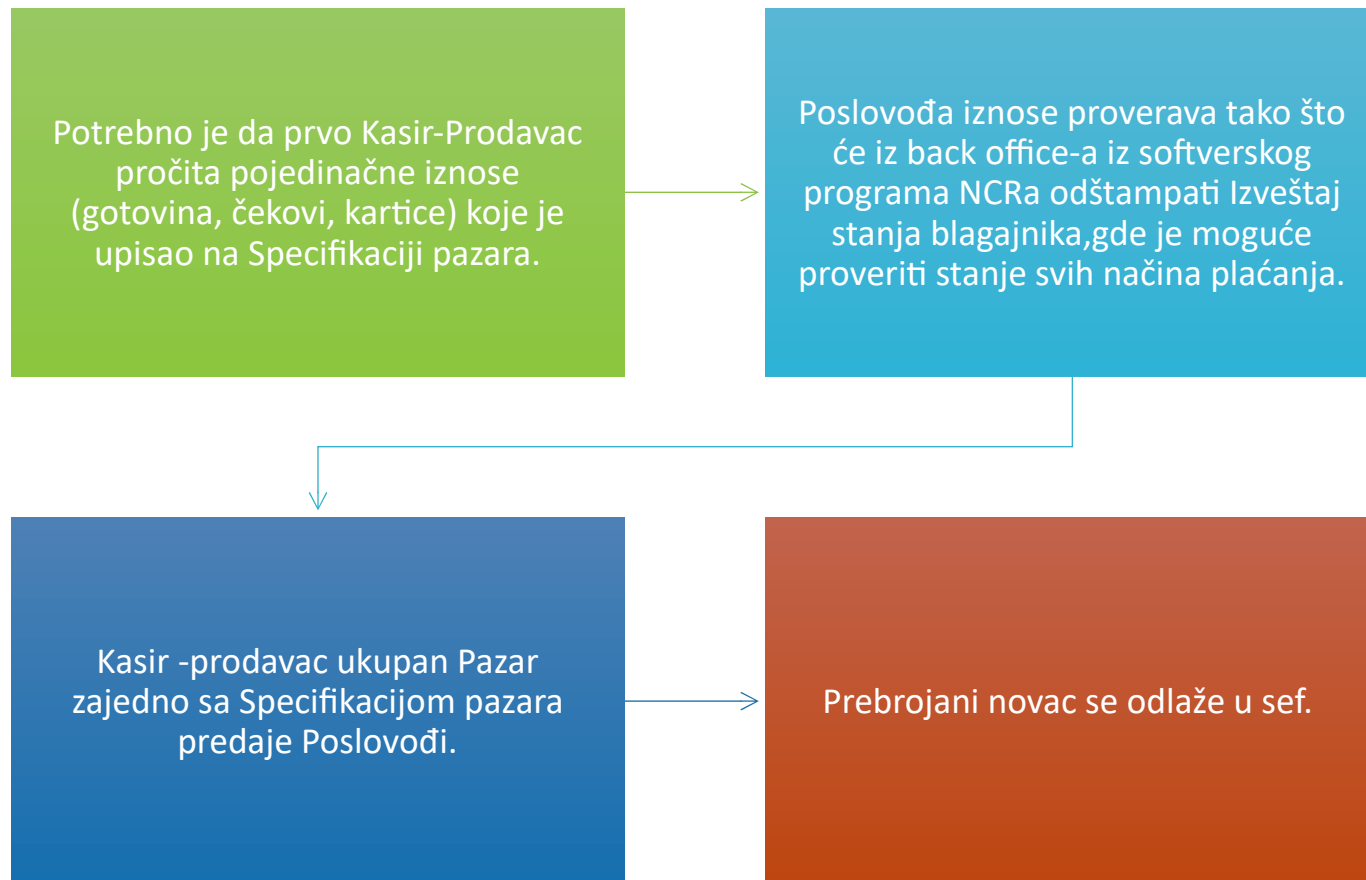 Potrebno je da prvo Kasir-Prodavac
pročita pojedinačne iznose
(gotovina, čekovi, kartice) koje je
upisao na Specifikaciji pazara.
Poslovođa iznose proverava tako što
će iz back office-a iz softverskog
programa NCRa odštampati Izveštaj
stanja blagajnika,gde je moguće
proveriti stanje svih načina plaćanja.
Kasir -prodavac ukupan Pazar
zajedno sa Specifikacijom pazara
predaje Poslovođi.
Prebrojani novac se odlaže u sef.